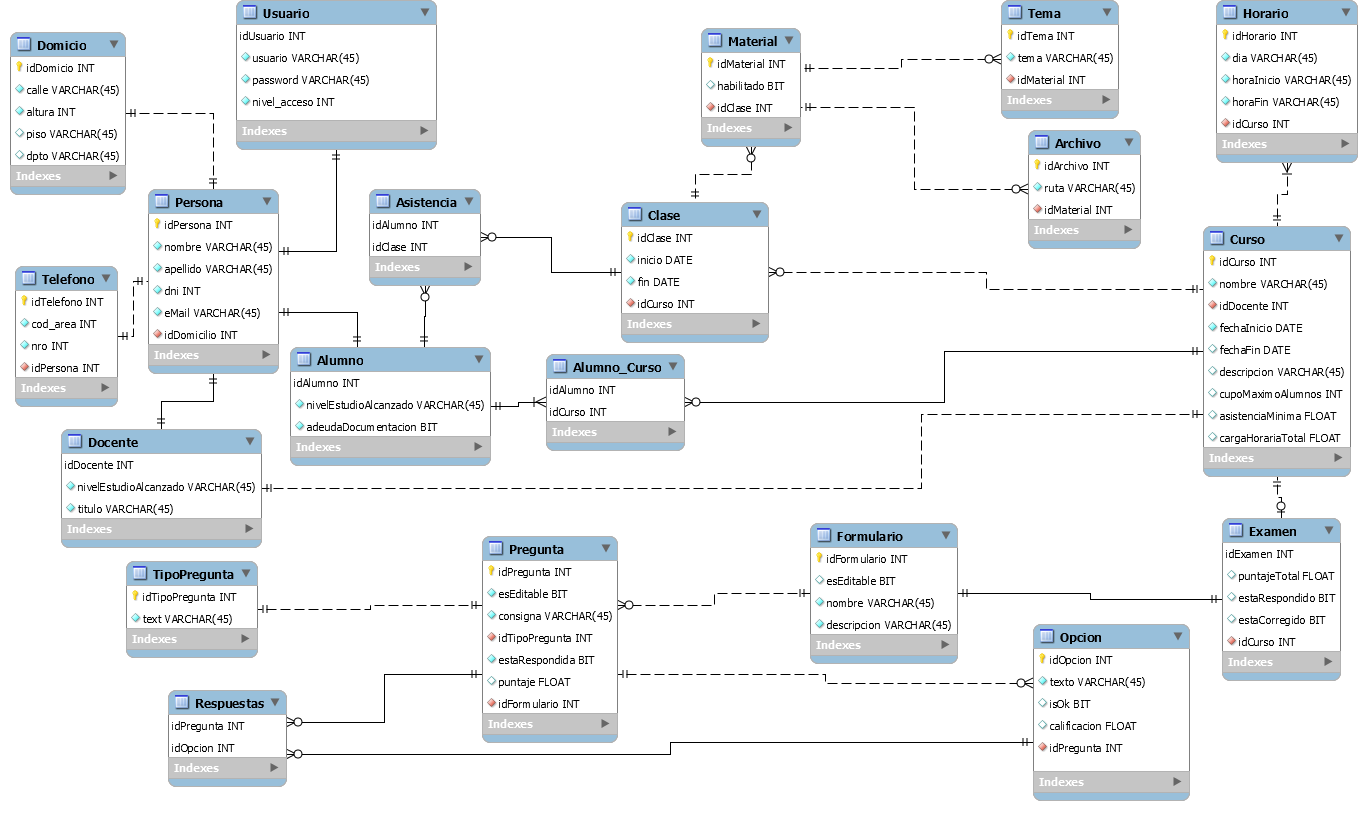 Domicio
idDomicio INT
calle VARCHAR(45)
altura INT
piso VARCHAR(45)
dpto VARCHAR(45)
Indexes
Usuario
idUsuario INT
usuario VARCHAR(45)
password VARCHAR(45)
nivel_acceso INT
Indexes
Material
idMaterial INT
habilitado BIT
idClase INT
Indexes
Tema
idTema INT
tema VARCHAR(45)
idMaterial INT
Indexes
Horario
idHorario INT
dia VARCHAR(45)
horaInicio VARCHAR(45)
horaFin VARCHAR(45)
idCurso INT
Indexes
Archivo
idArchivo INT
ruta VARCHAR(45)
idMaterial INT
Indexes
Persona
idPersona INT
nombre VARCHAR(45)
apellido VARCHAR(45)
dni INT
eMail VARCHAR(45)
idDomicilio INT
Indexes
Asistencia
idAlumno INT
idClase INT
Indexes
Clase
idClase INT
inicio DATE
fin DATE
idCurso INT
Indexes
Curso
idCurso INT
nombre VARCHAR(45)
idDocente INT
fechaInicio DATE
fechaFin DATE
descripcion VARCHAR(45)
cupoMaximoAlumnos INT
asistenciaMinima FLOAT
cargaHorariaTotal FLOAT
Indexes
Telefono
idTelefono INT
cod_area INT
nro INT
idPersona INT
Indexes
Alumno
idAlumno INT
nivelEstudioAlcanzado VARCHAR(45)
adeudaDocumentacion BIT
Indexes
Alumno_Curso
idAlumno INT
idCurso INT
Indexes
Docente
idDocente INT
nivelEstudioAlcanzado VARCHAR(45)
titulo VARCHAR(45)
Indexes
TipoPregunta
idTipoPregunta INT
text VARCHAR(45)
Indexes
Pregunta
idPregunta INT
esEditable BIT
consigna VARCHAR(45)
idTipoPregunta INT
estaRespondida BIT
puntaje FLOAT
idFormulario INT
Indexes
Formulario
idFormulario INT
esEditable BIT
nombre VARCHAR(45)
descripcion VARCHAR(45)
Indexes
Examen
idExamen INT
puntajeTotal FLOAT
estaRespondido BIT
estaCorregido BIT
idCurso INT
Indexes
Opcion
idOpcion INT
texto VARCHAR(45)
isOk BIT
calificacion FLOAT
idPregunta INT
Indexes
Respuestas
idPregunta INT
idOpcion INT
Indexes